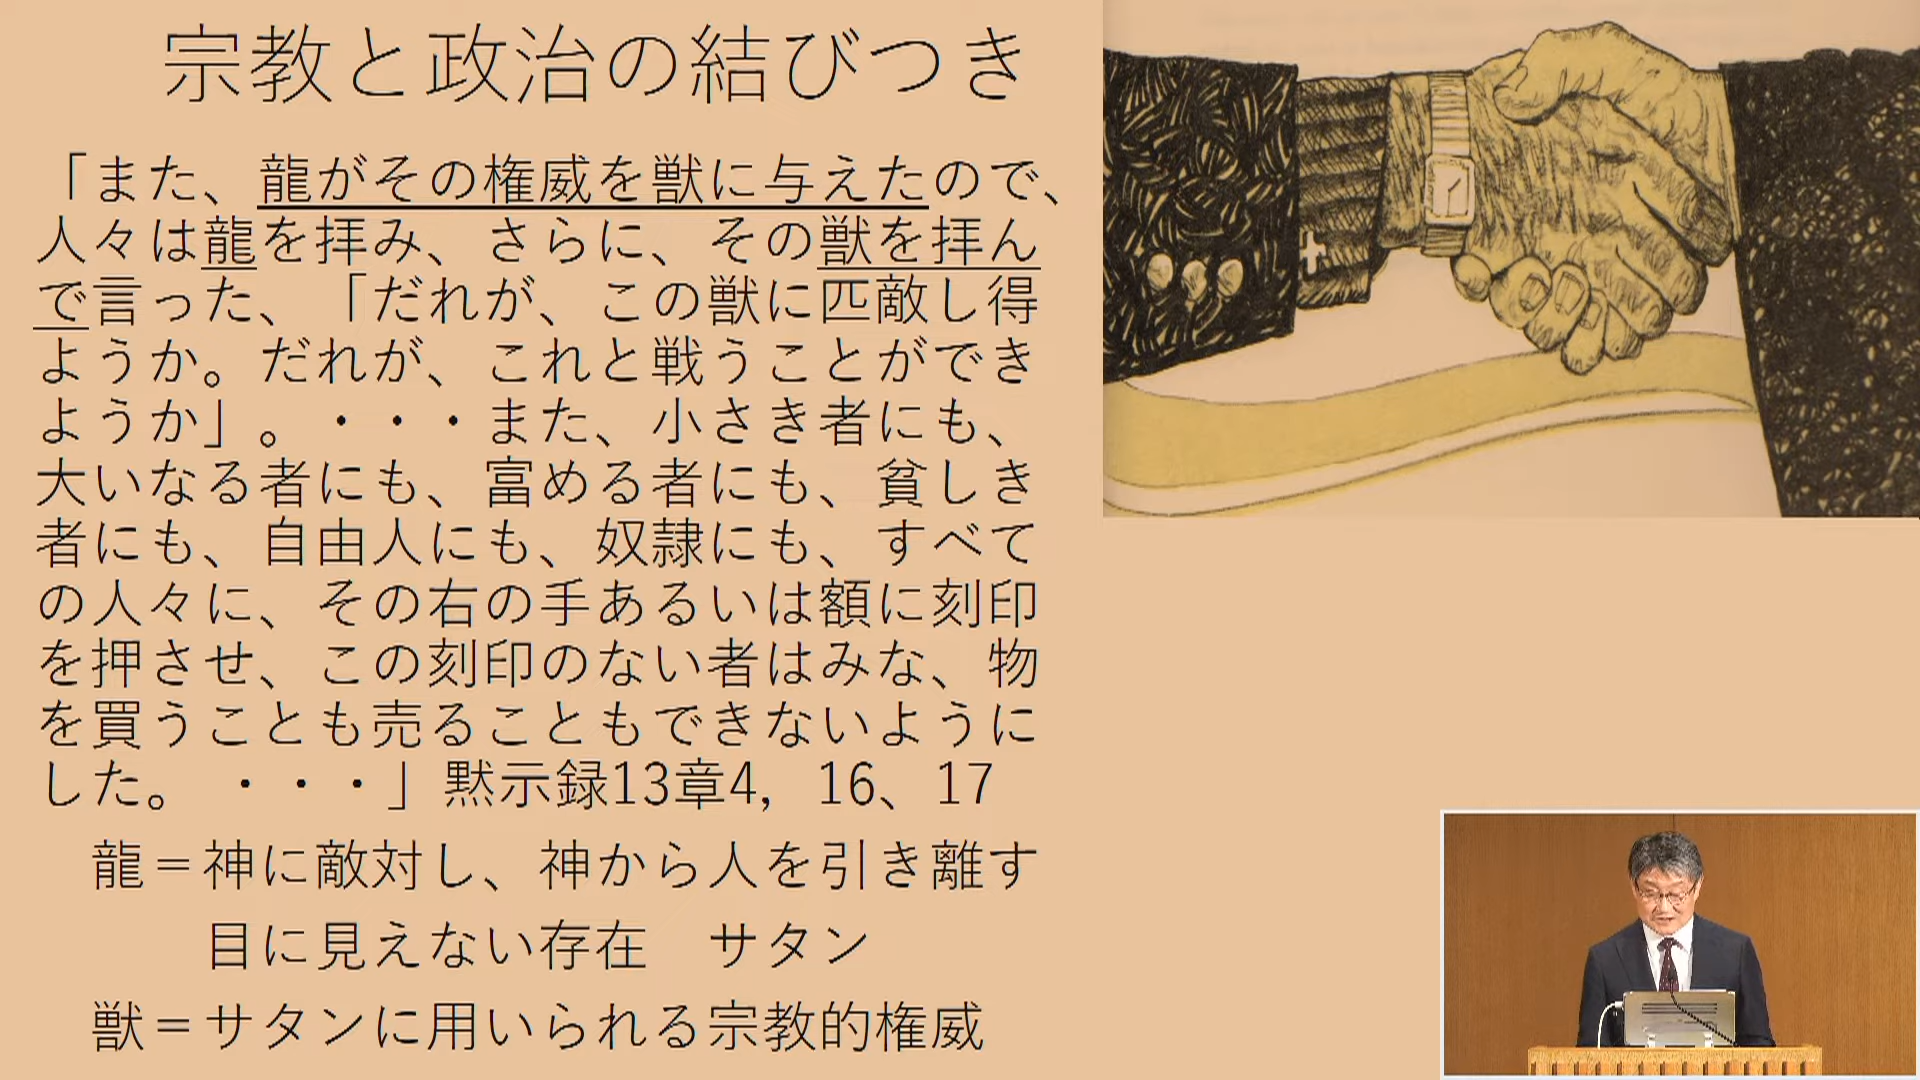 宗教と政治の結びつき
「また、龍がその権威を獣に与えたので、
人々は龍を拝み、さらに、その獣を拝ん
で言った、「だれが、この獣に匹敵し得
ようか。だれが、これと戦うことができ
ようか」。・・・また、小さき者にも、
大いなる者にも、富める者にも、貧しき
者にも、自由人にも、奴隷にも、すべて
の人々に、その右の手あるいは額に刻印
を押させ、この刻印のない者はみな、物
を買うことも売ることもできないように
した。 ・・・」黙示録13章4, 16、17
龍＝神に敵対し、神から人を引き離す
目に見えない存在　サタン
獣＝サタンに用いられる宗教的権威